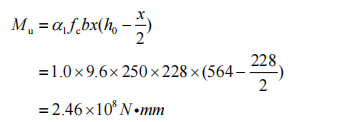 M_u = α_1 f_c bx(h_0 − x/2)
=1.0×9.6×250×228×(564− 228/2)
=2.46×10^8 N•mm